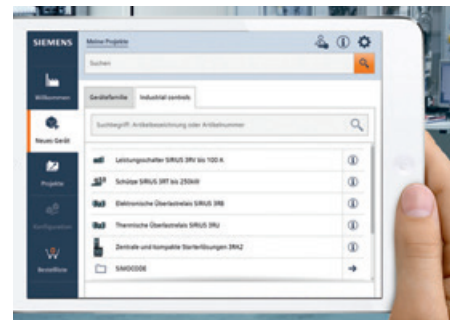 SIEMENS
Meine Projekte
Suchen
Willkommen
Gerätefamilie
Industrial controls
Neues Gerät
Suchbegriff: Artikelbezeichnung oder Artikelnummer
Leistungsschalter SIRIUS 3RV bis 100 A
Projekte
Schütze SIRIUS 3RT bis 250kW
Elektronische Überlastrelais SIRIUS 3RB
Konfiguration
Thermische Überlastrelais SIRIUS 3RU
Zentrale und kompakte Starterlösungen 3RA2
Bestellliste
SIMOCODE